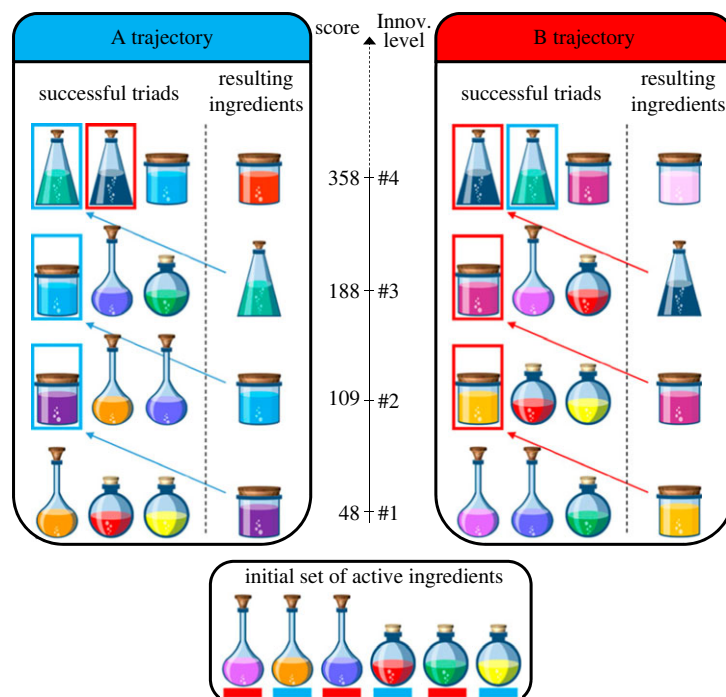 A trajectory
score
Innov.
level
B trajectory
successful triads
resulting
ingredients
successful triads
resulting
ingredients
358
#4
188
#3
109
#2
48
#1
initial set of active ingredients